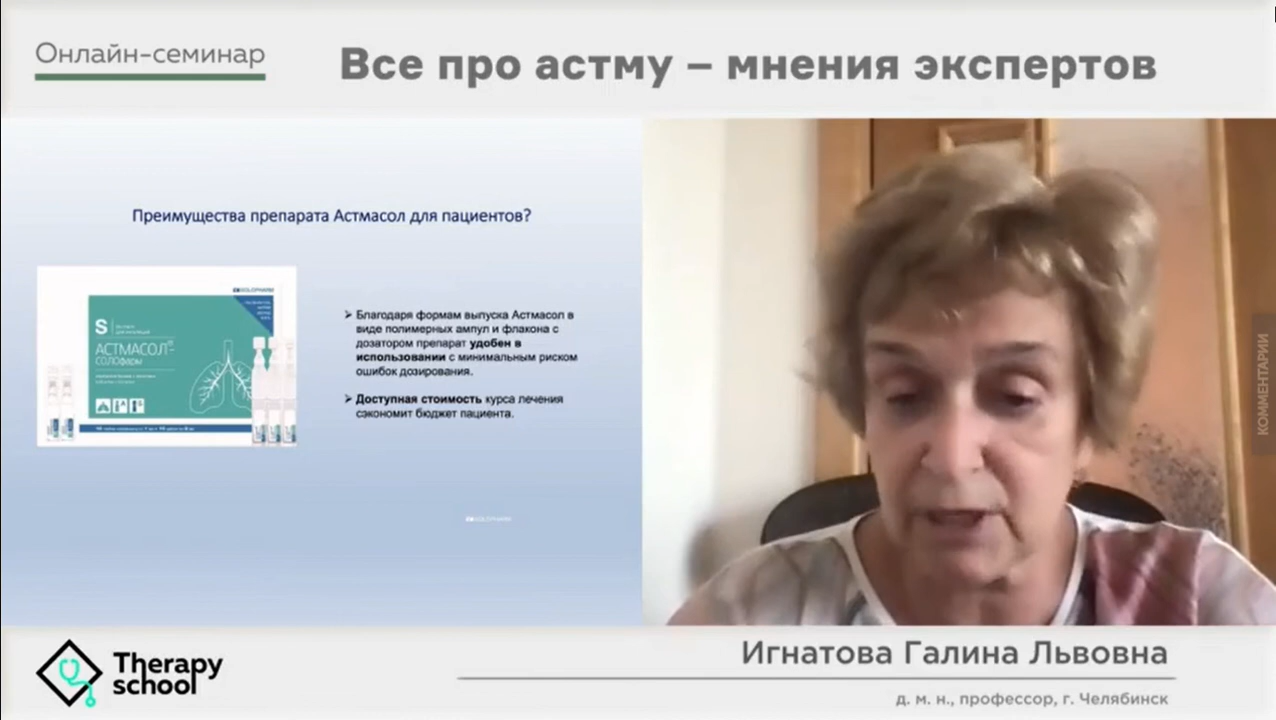 Онлайн-семинар
Все про астму – мнения экспертов
Преимущества препарата Астмасол для пациентов?
SOLOPHARM
S
АСТМАСОЛ®-
СОЛОфарм
➢ Благодаря формам выпуска Астмасол в
виде полимерных ампул и флакона с
дозатором препарат удобен в
использовании с минимальным риском
ошибок дозирования.
➢ Доступная стоимость курса лечения
сэкономит бюджет пациента.
SOLOPHARM
КОММЕНТАРИИ
Therapy
school
Игнатова Галина Львовна
д. м. н., профессор, г. Челябинск